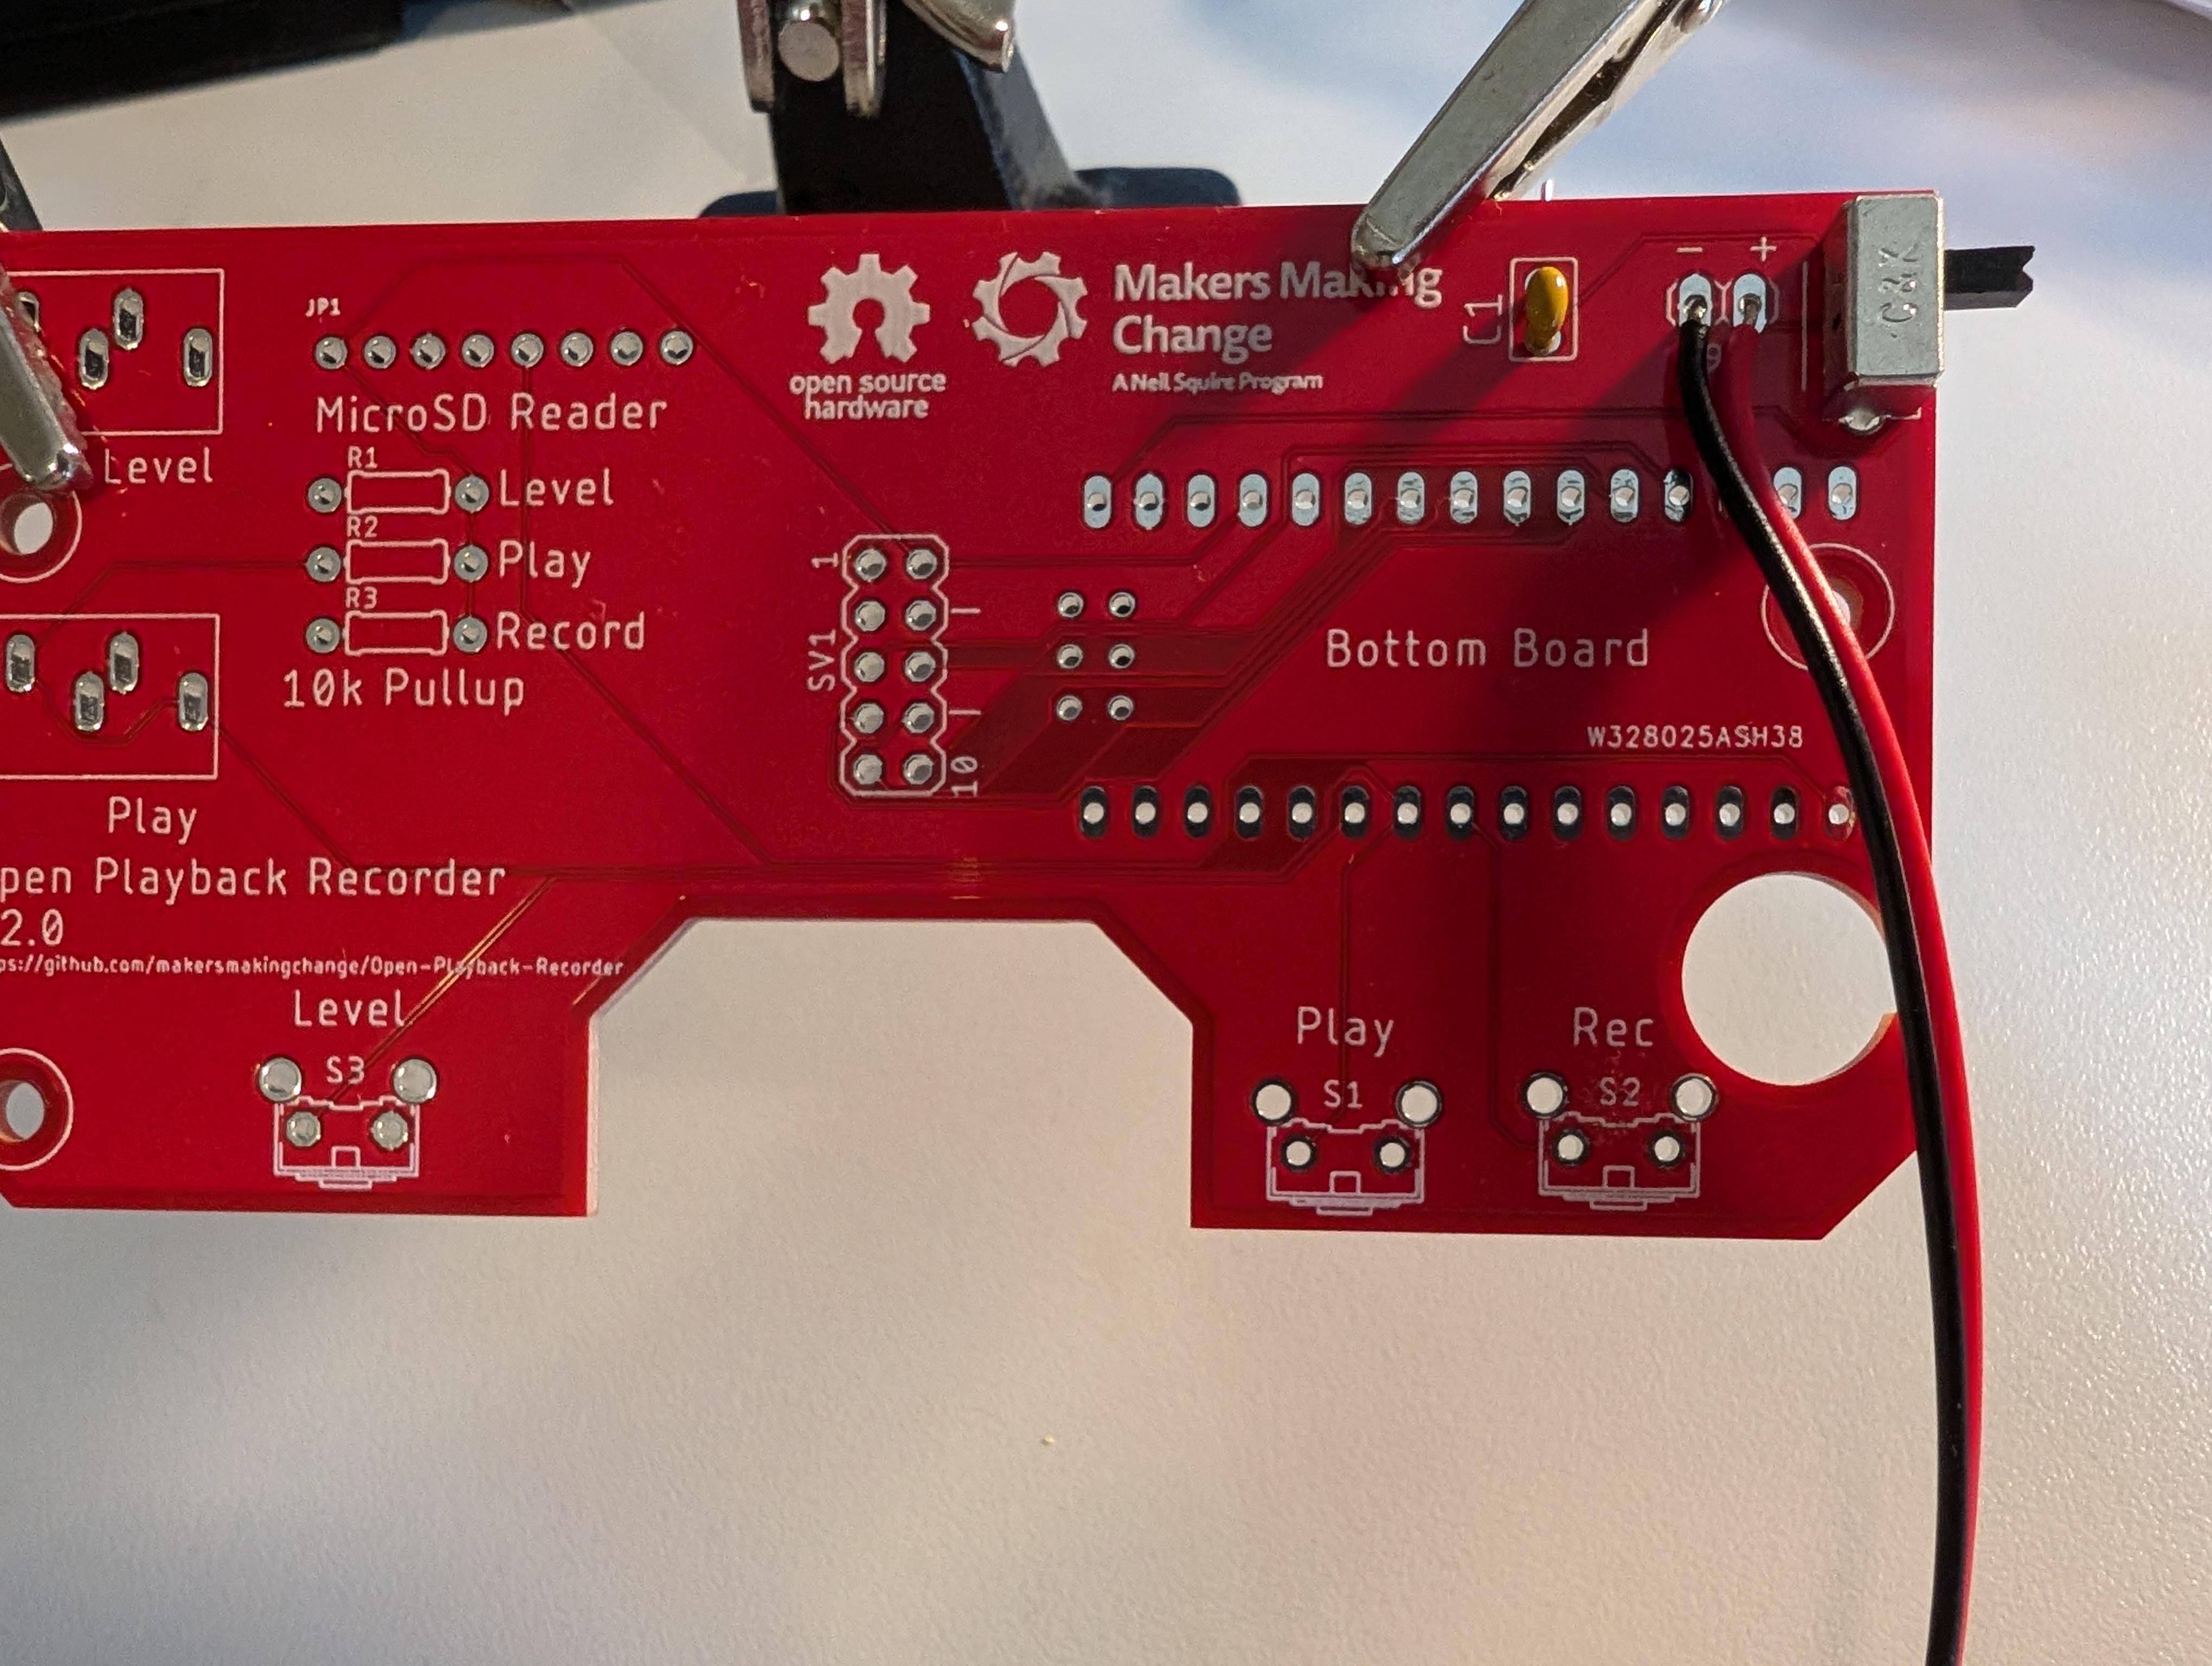 - +
Makers Making
Change
A Neil Squire Program
open source
hardware
C1
C&K
9
JP1
MicroSD Reader
Level
R1
Level
R2
Play
R3
Record
10k Pullup
1
SV1
10
Bottom Board
W328025ASH38
Play
pen Playback Recorder
2.0
ps://github.com/makersmakingchange/Open-Playback-Recorder
Level
S3
Play
S1
Rec
S2